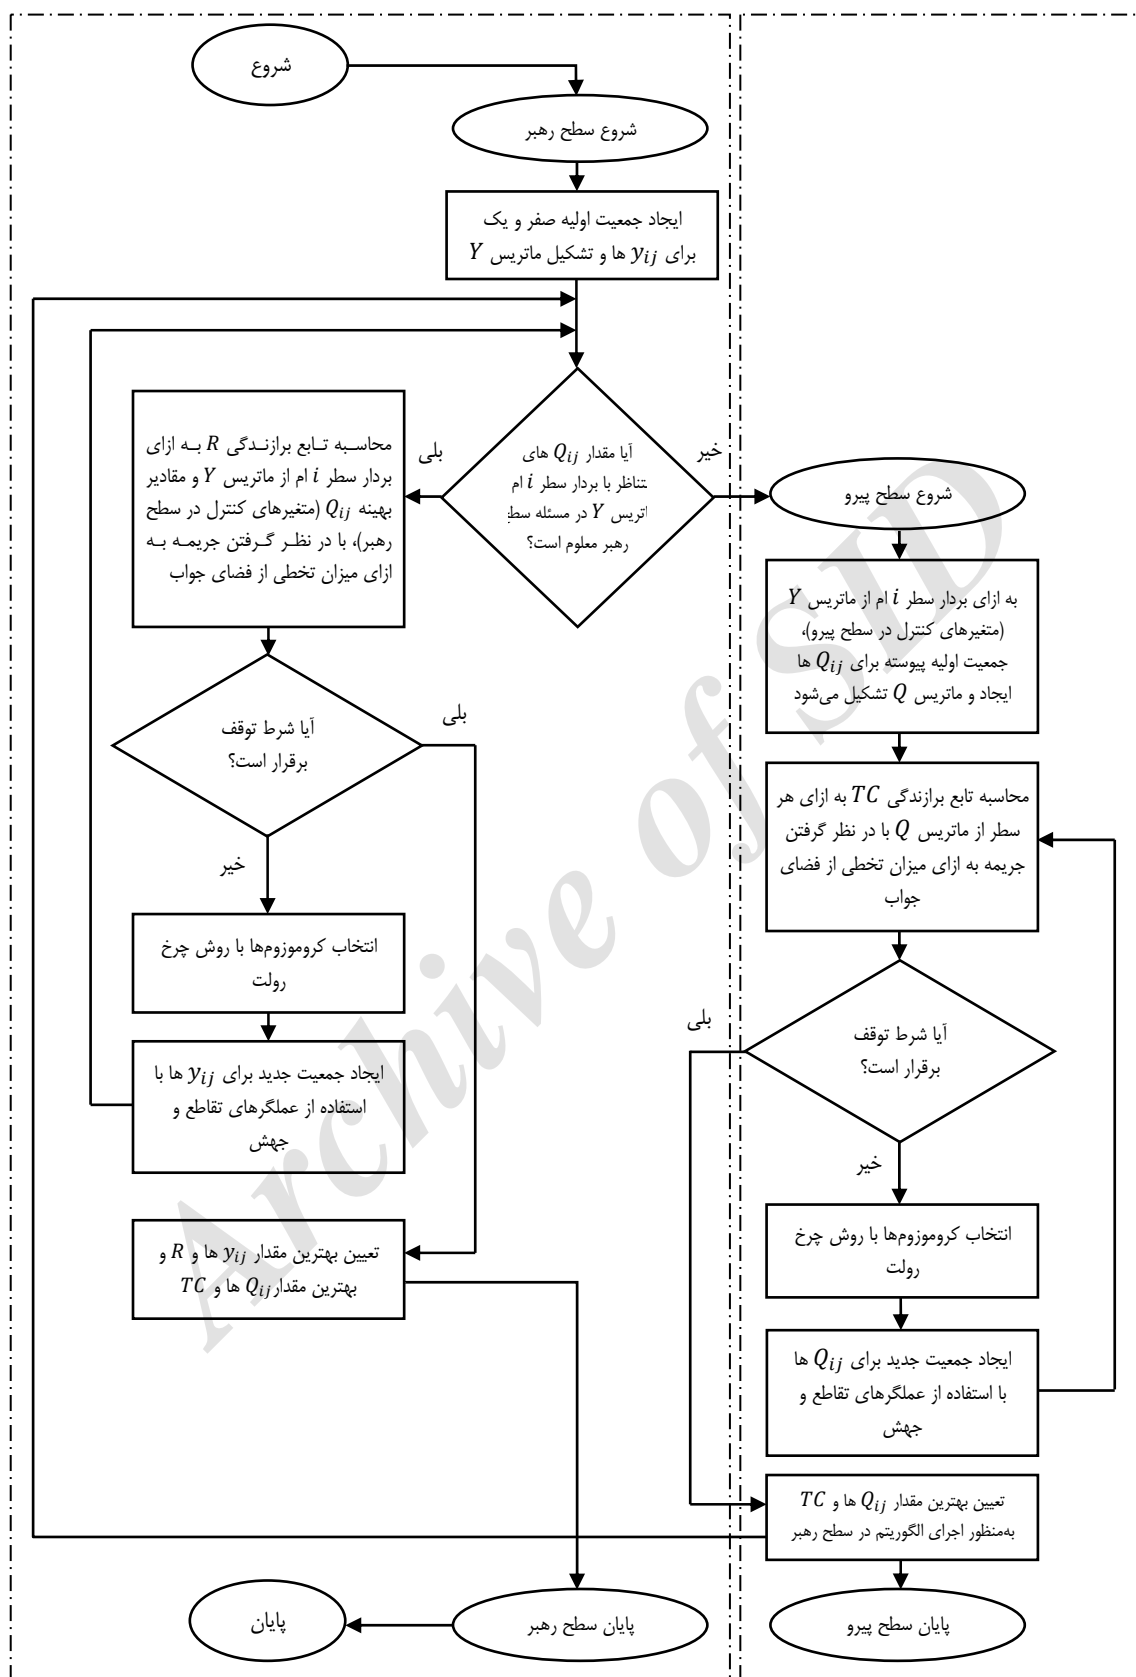 شروع
شروع سطح رهبر
ایجاد جمعیت اولیه صفر و یک
برای y_{ij} ها و تشکیل ماتریس Y
آیا مقدار Q_{ij} های
متناظر با بردار سطر i ام
ماتریس Y در مسئله سطح
رهبر معلوم است؟
بلی
خیر
محاسبه تابع برازندگی R به ازای
بردار سطر i ام از ماتریس Y و مقادیر
بهینه Q_{ij} (متغیرهای کنترل در سطح
رهبر)، با در نظر گرفتن جریمه به
ازای میزان تخطی از فضای جواب
آیا شرط توقف
برقرار است؟
بلی
خیر
انتخاب کروموزوم‌ها با روش چرخ
رولت
ایجاد جمعیت جدید برای y_{ij} ها با
استفاده از عملگرهای تقاطع و
جهش
تعیین بهترین مقدار y_{ij} ها و R و
بهترین مقدار Q_{ij} ها و TC
شروع سطح پیرو
به ازای بردار سطر i ام از ماتریس Y
(متغیرهای کنترل در سطح پیرو)،
جمعیت اولیه پیوسته برای Q_{ij} ها
ایجاد و ماتریس Q تشکیل می‌شود
محاسبه تابع برازندگی TC به ازای هر
سطر از ماتریس Q با در نظر گرفتن
جریمه به ازای میزان تخطی از فضای
جواب
آیا شرط توقف
برقرار است؟
بلی
خیر
انتخاب کروموزوم‌ها با روش چرخ
رولت
ایجاد جمعیت جدید برای Q_{ij} ها
با استفاده از عملگرهای تقاطع و
جهش
تعیین بهترین مقدار Q_{ij} ها و TC
به‌منظور اجرای الگوریتم در سطح رهبر
پایان سطح پیرو
پایان سطح رهبر
پایان
Archive of SID